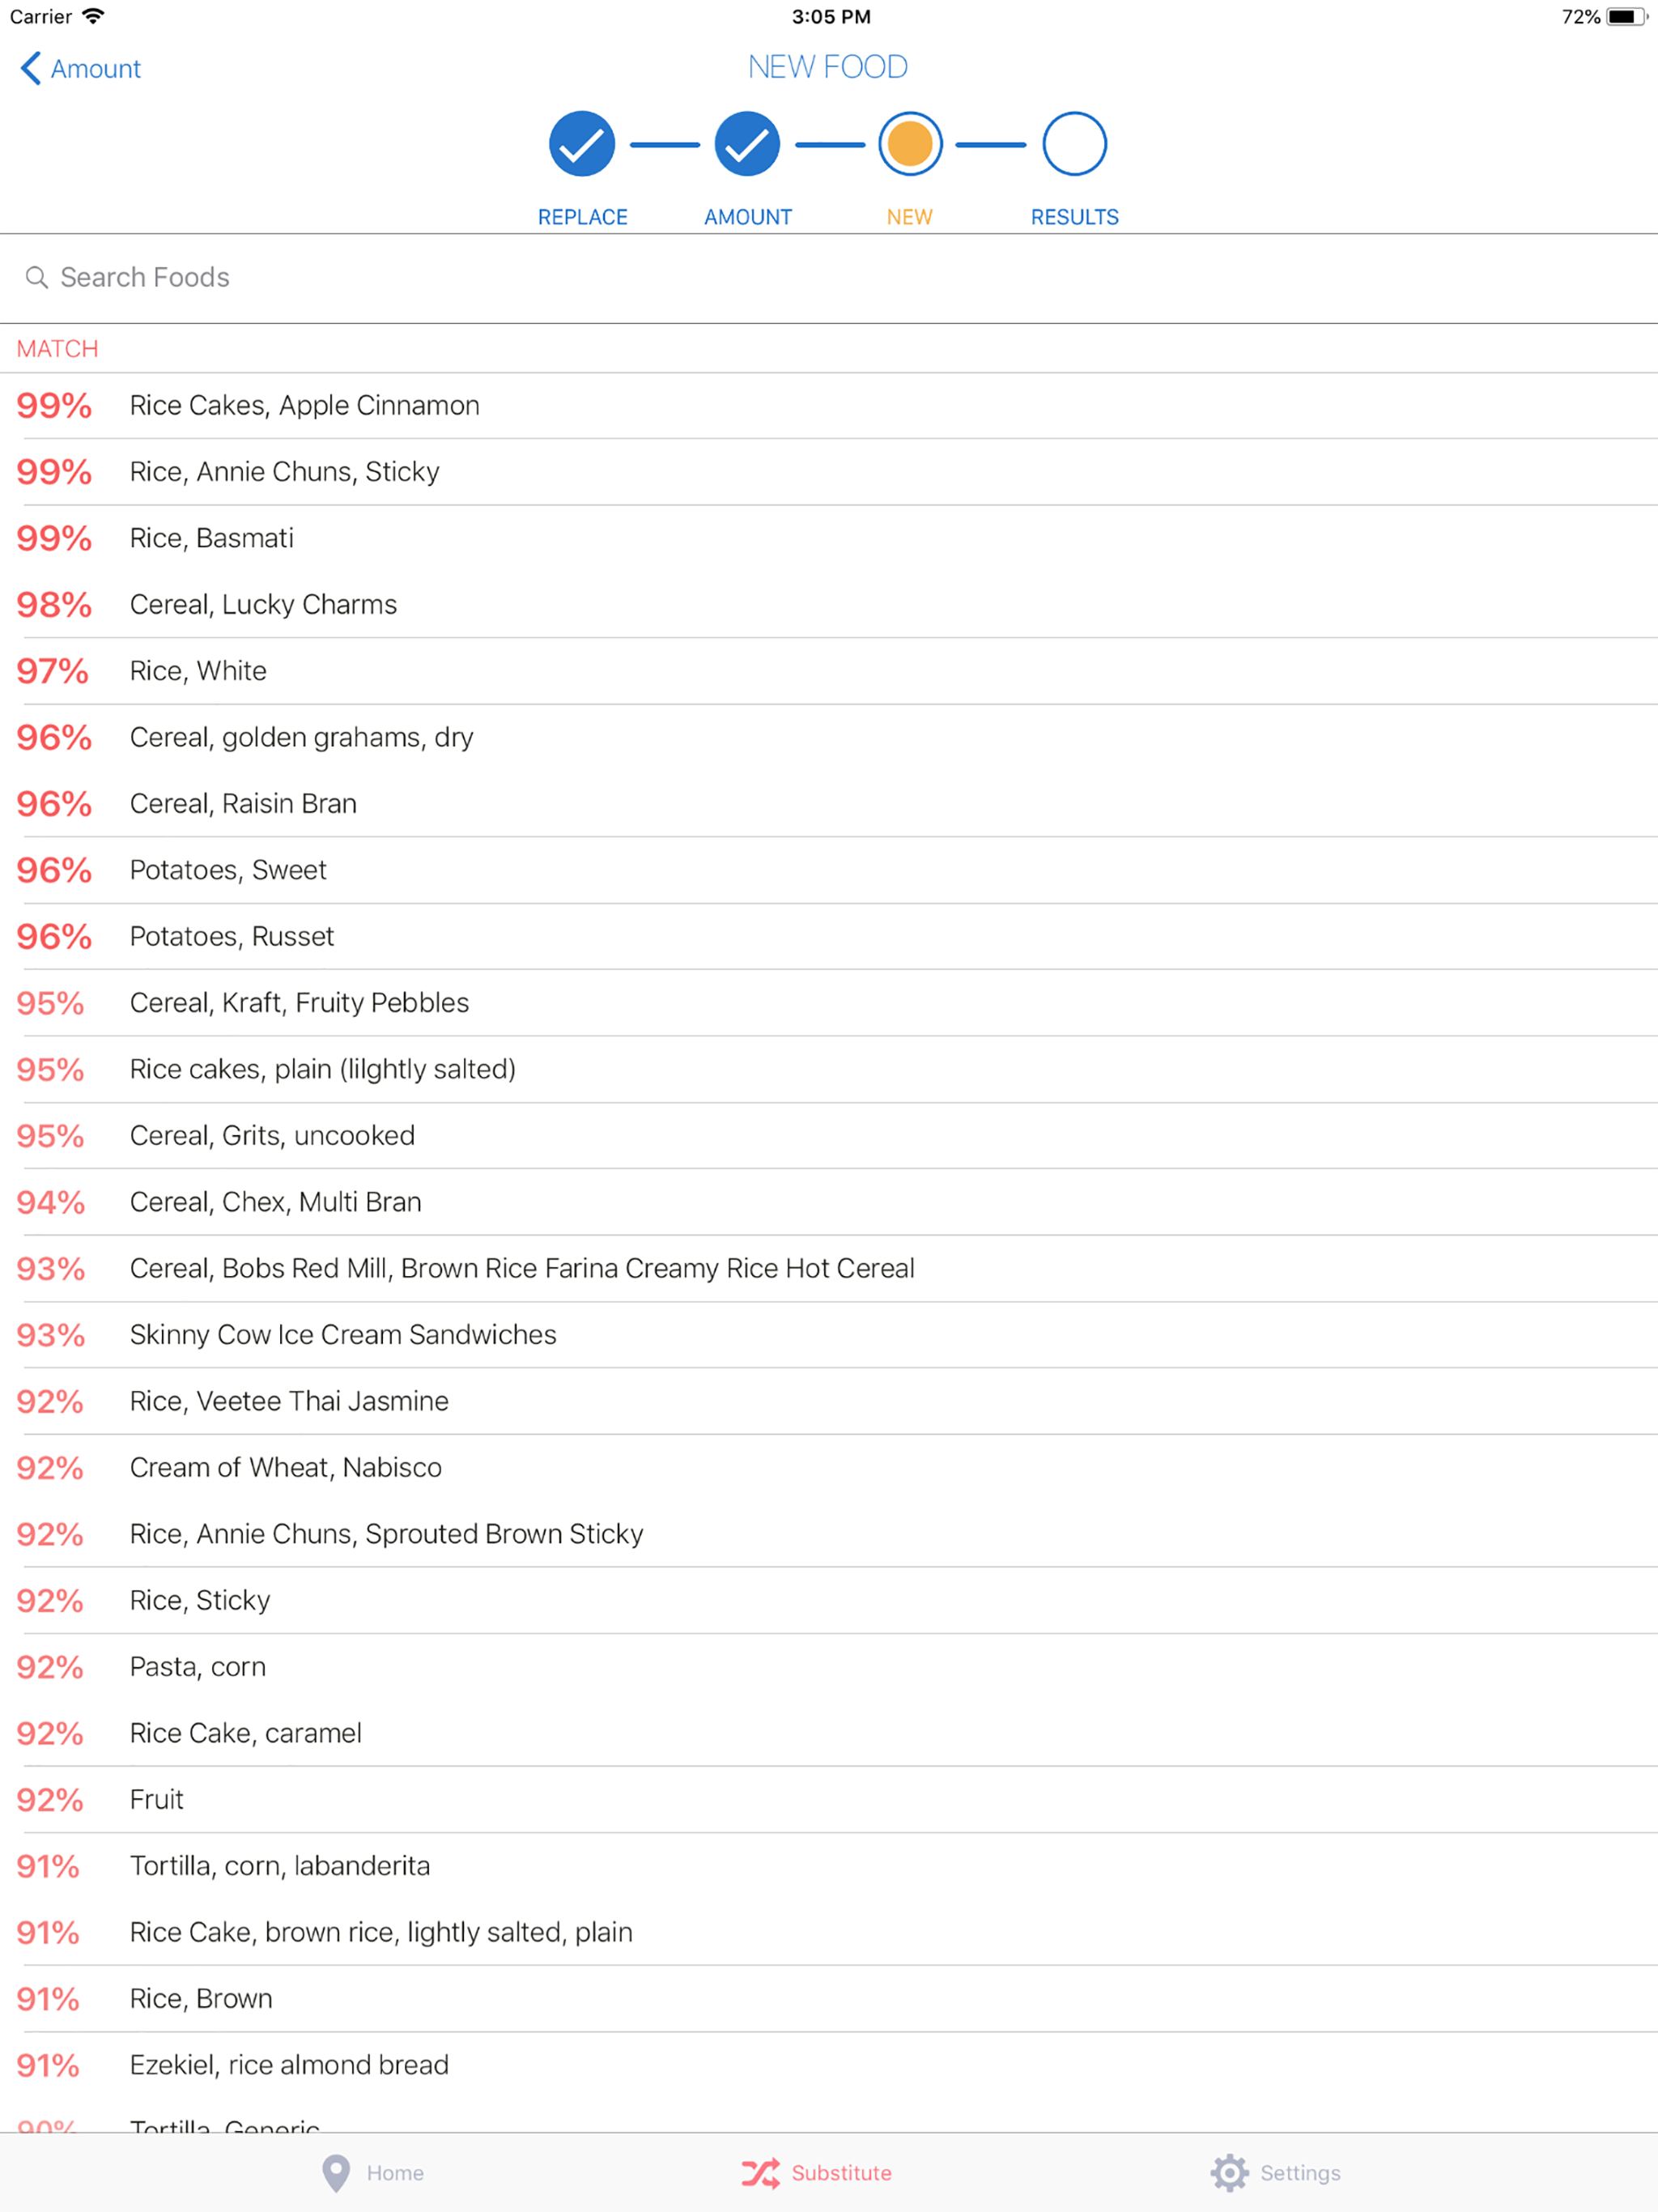 Carrier 3:05 PM 72%
Amount NEW FOOD
REPLACE AMOUNT NEW RESULTS
Search Foods
MATCH
99% Rice Cakes, Apple Cinnamon
99% Rice, Annie Chuns, Sticky
99% Rice, Basmati
98% Cereal, Lucky Charms
97% Rice, White
96% Cereal, golden grahams, dry
96% Cereal, Raisin Bran
96% Potatoes, Sweet
96% Potatoes, Russet
95% Cereal, Kraft, Fruity Pebbles
95% Rice cakes, plain (lilghtly salted)
95% Cereal, Grits, uncooked
94% Cereal, Chex, Multi Bran
93% Cereal, Bobs Red Mill, Brown Rice Farina Creamy Rice Hot Cereal
93% Skinny Cow Ice Cream Sandwiches
92% Rice, Veetee Thai Jasmine
92% Cream of Wheat, Nabisco
92% Rice, Annie Chuns, Sprouted Brown Sticky
92% Rice, Sticky
92% Pasta, corn
92% Rice Cake, caramel
92% Fruit
91% Tortilla, corn, labanderita
91% Rice Cake, brown rice, lightly salted, plain
91% Rice, Brown
91% Ezekiel, rice almond bread
90% Tortilla, Generic
Home Substitute Settings